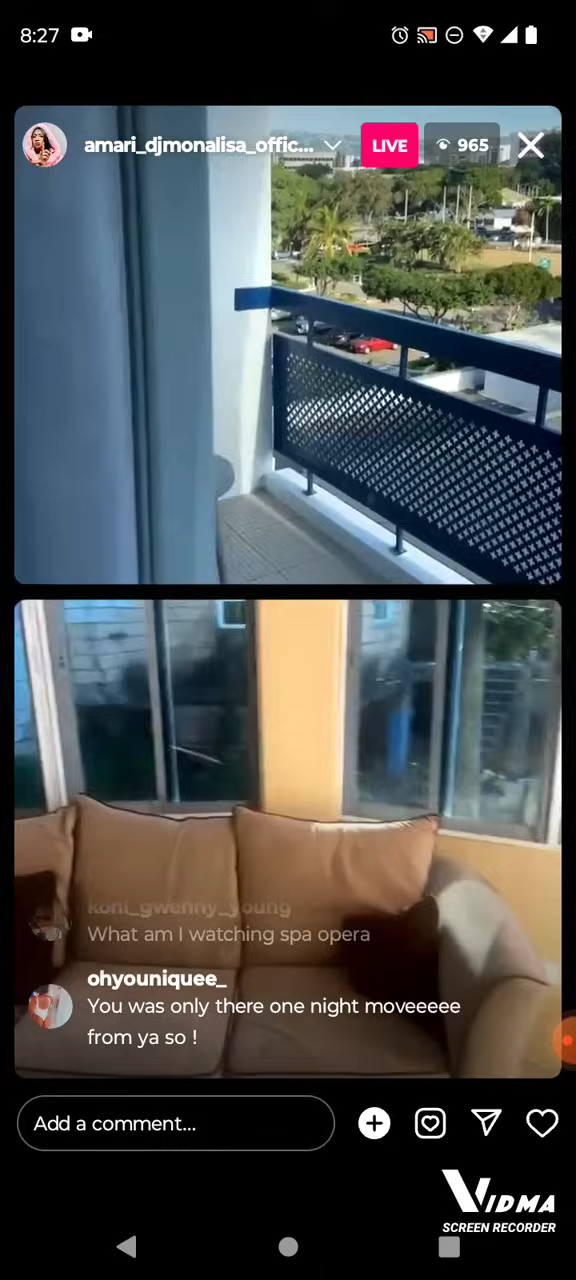 8:27
amari_djmonalisa_offic...
LIVE
965
koni_gwenny_young
What am I watching spa opera
ohyouniquee_
You was only there one night moveeeee
from ya so !
Add a comment...
VIDMA
SCREEN RECORDER